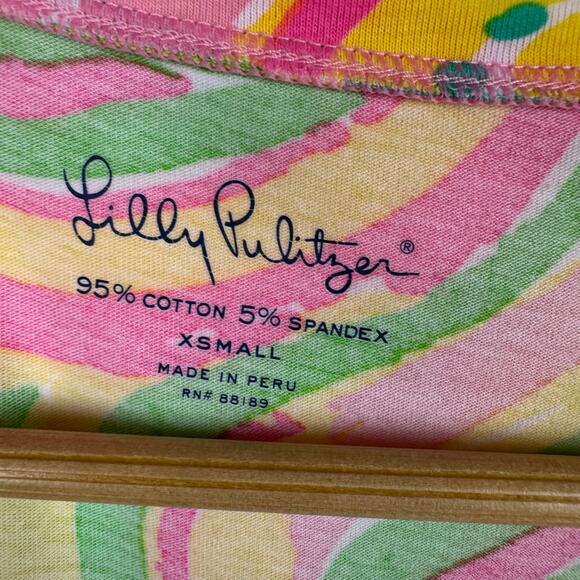 Lilly Pulitzer®
95% COTTON 5% SPANDEX
XSMALL
MADE IN PERU
RN# 88189